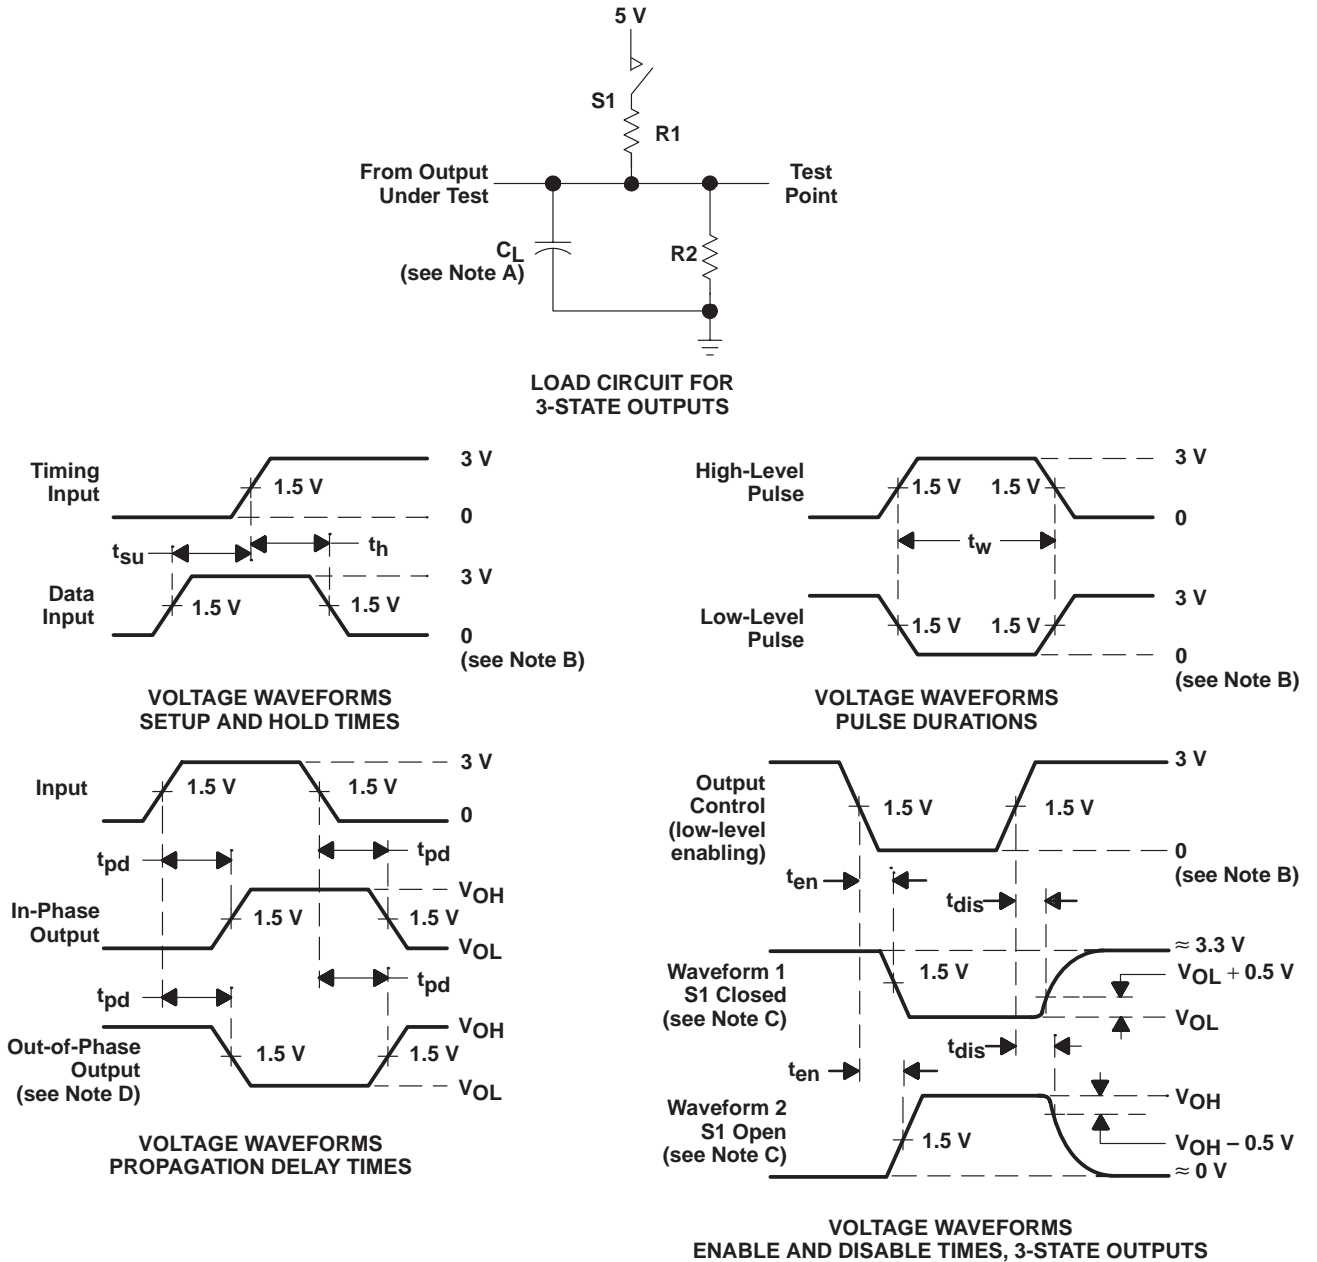 5 V
S1
R1
From Output
Under Test
Test
Point
CL
(see Note A)
R2
LOAD CIRCUIT FOR
3-STATE OUTPUTS
Timing
Input
1.5 V
3 V
0
tsu
th
Data
Input
1.5 V
1.5 V
3 V
0
(see Note B)
VOLTAGE WAVEFORMS
SETUP AND HOLD TIMES
High-Level
Pulse
1.5 V
1.5 V
3 V
0
tw
Low-Level
Pulse
1.5 V
1.5 V
3 V
0
(see Note B)
VOLTAGE WAVEFORMS
PULSE DURATIONS
Input
1.5 V
1.5 V
3 V
0
tpd
tpd
In-Phase
Output
1.5 V
1.5 V
VOH
VOL
tpd
tpd
Out-of-Phase
Output
(see Note D)
1.5 V
1.5 V
VOH
VOL
VOLTAGE WAVEFORMS
PROPAGATION DELAY TIMES
Output
Control
(low-level
enabling)
1.5 V
1.5 V
3 V
0
(see Note B)
ten
tdis
Waveform 1
S1 Closed
(see Note C)
1.5 V
≈ 3.3 V
VOL + 0.5 V
VOL
tdis
ten
Waveform 2
S1 Open
(see Note C)
1.5 V
VOH
VOH – 0.5 V
≈ 0 V
VOLTAGE WAVEFORMS
ENABLE AND DISABLE TIMES, 3-STATE OUTPUTS